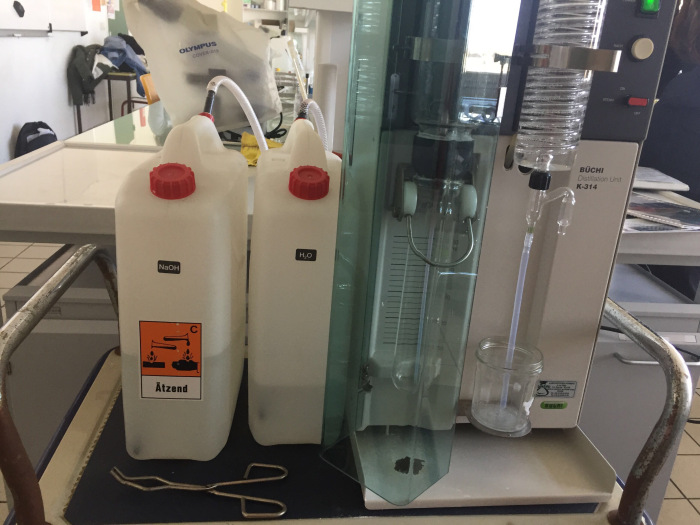 OLYMPUS
NaOH
H₂O
C
Ätzend
BÜCHI
Distillation Unit
K-314